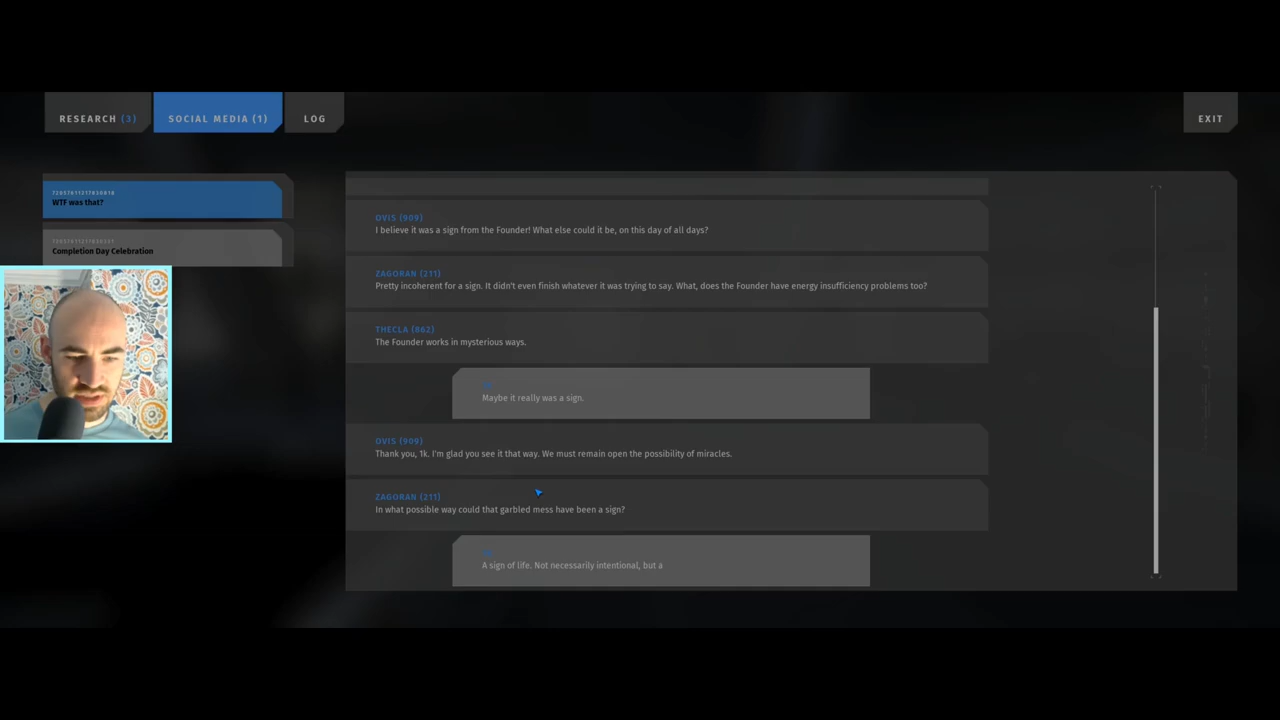 RESEARCH (3)
SOCIAL MEDIA (1)
LOG
EXIT
WTF was that?
Completion Day Celebration
OVIS (909)
I believe it was a sign from the Founder! What else could it be, on this day of all days?
ZAGORAN (211)
Pretty incoherent for a sign. It didn't even finish whatever it was trying to say. What, does the Founder have energy insufficiency problems too?
THECLA (862)
The Founder works in mysterious ways.
Maybe it really was a sign.
OVIS (909)
Thank you, 1k. I'm glad you see it that way. We must remain open the possibility of miracles.
ZAGORAN (211)
In what possible way could that garbled mess have been a sign?
A sign of life. Not necessarily intentional, but a